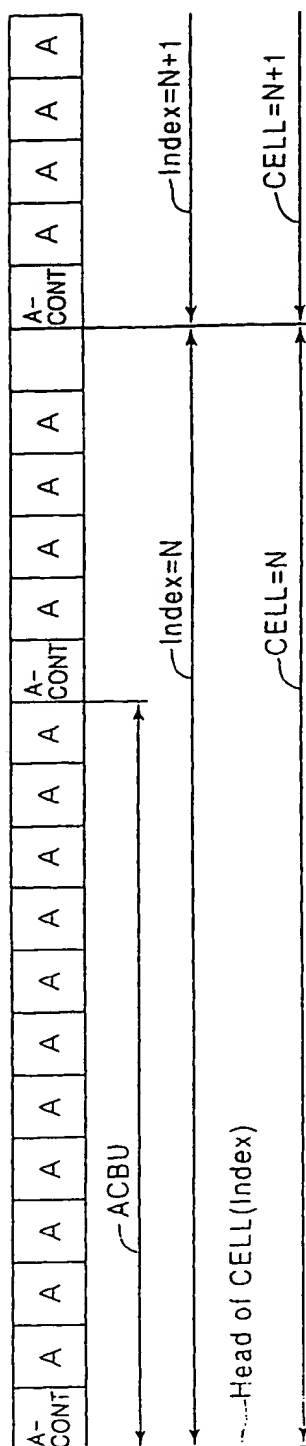 A-CONT A A A A A A A A A A A A-CONT A A A A A-CONT A A A A
ACBU
Index=N Index=N+1
Head of CELL(Index)
CELL=N CELL=N+1